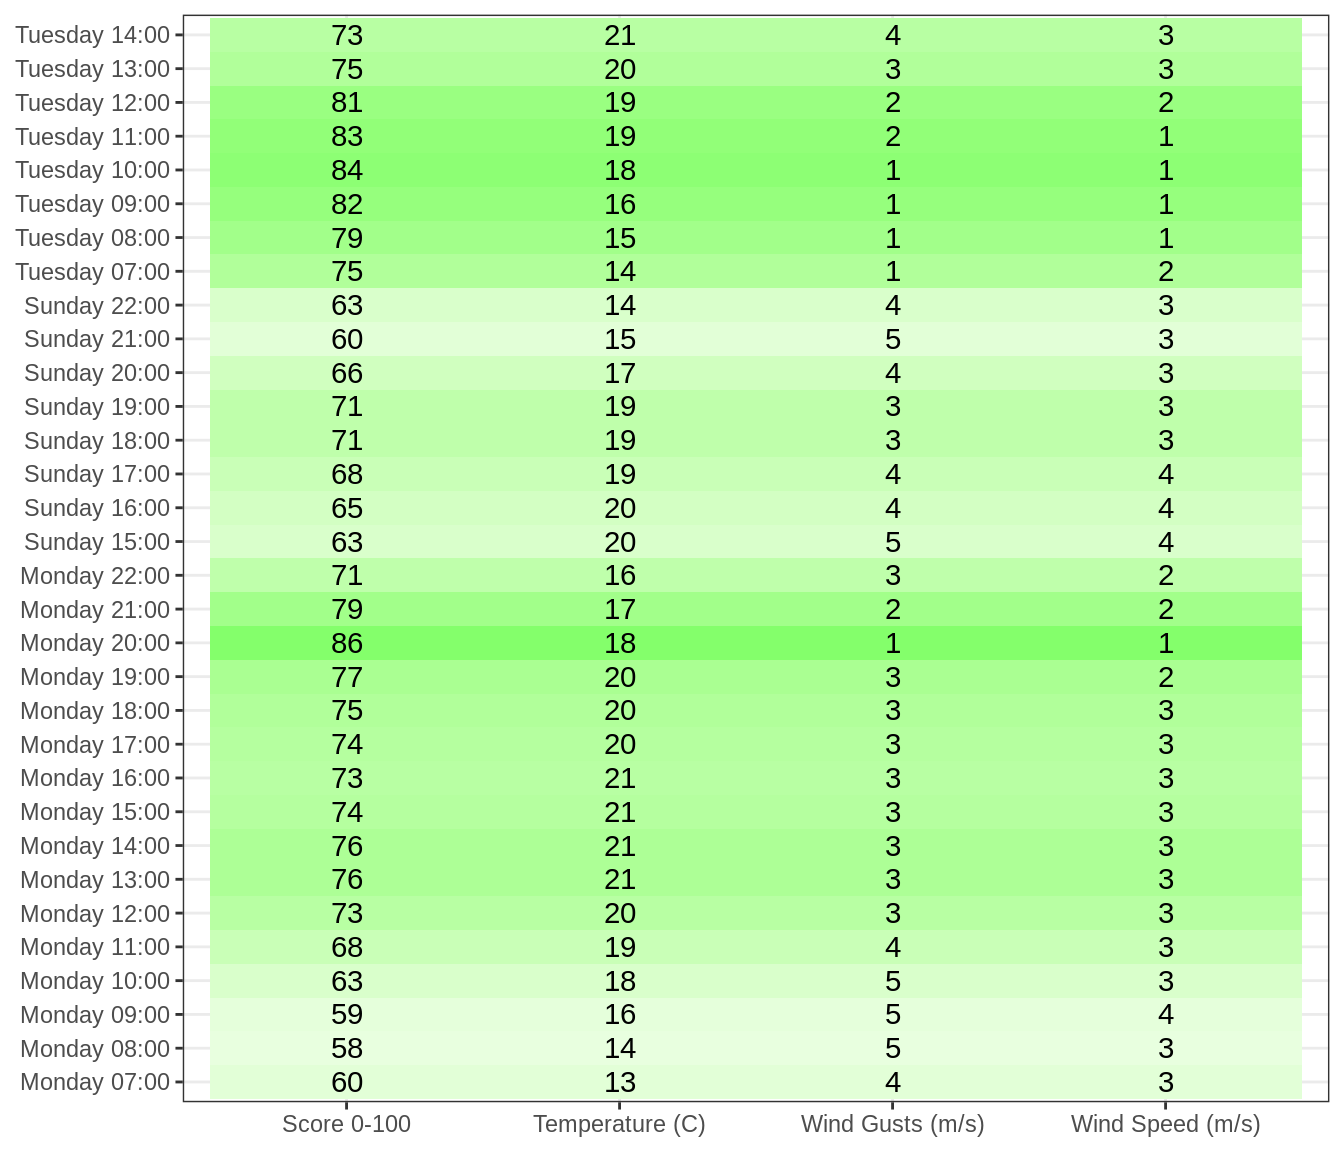 Tuesday 14:00 73 21 4 3
Tuesday 13:00 75 20 3 3
Tuesday 12:00 81 19 2 2
Tuesday 11:00 83 19 2 1
Tuesday 10:00 84 18 1 1
Tuesday 09:00 82 16 1 1
Tuesday 08:00 79 15 1 1
Tuesday 07:00 75 14 1 2
Sunday 22:00 63 14 4 3
Sunday 21:00 60 15 5 3
Sunday 20:00 66 17 4 3
Sunday 19:00 71 19 3 3
Sunday 18:00 71 19 3 3
Sunday 17:00 68 19 4 4
Sunday 16:00 65 20 4 4
Sunday 15:00 63 20 5 4
Monday 22:00 71 16 3 2
Monday 21:00 79 17 2 2
Monday 20:00 86 18 1 1
Monday 19:00 77 20 3 2
Monday 18:00 75 20 3 3
Monday 17:00 74 20 3 3
Monday 16:00 73 21 3 3
Monday 15:00 74 21 3 3
Monday 14:00 76 21 3 3
Monday 13:00 76 21 3 3
Monday 12:00 73 20 3 3
Monday 11:00 68 19 4 3
Monday 10:00 63 18 5 3
Monday 09:00 59 16 5 4
Monday 08:00 58 14 5 3
Monday 07:00 60 13 4 3
Score 0-100 Temperature (C) Wind Gusts (m/s) Wind Speed (m/s)